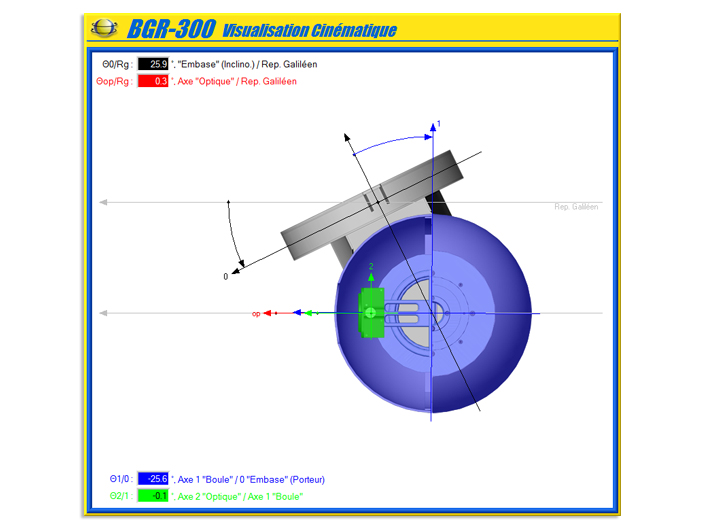 BGR-300 Visualisation Cinématique
Θ0/Rg : 25.9 °, "Embase" (Inclino.) / Rep. Galiléen
Θop/Rg : 0.3 °, Axe "Optique" / Rep. Galiléen
1
Rep. Galiléen
0
2
op
Θ1/0 : -25.6 °, Axe 1 "Boule" / 0 "Embase" (Porteur)
Θ2/1 : -0.1 °, Axe 2 "Optique" / Axe 1 "Boule"